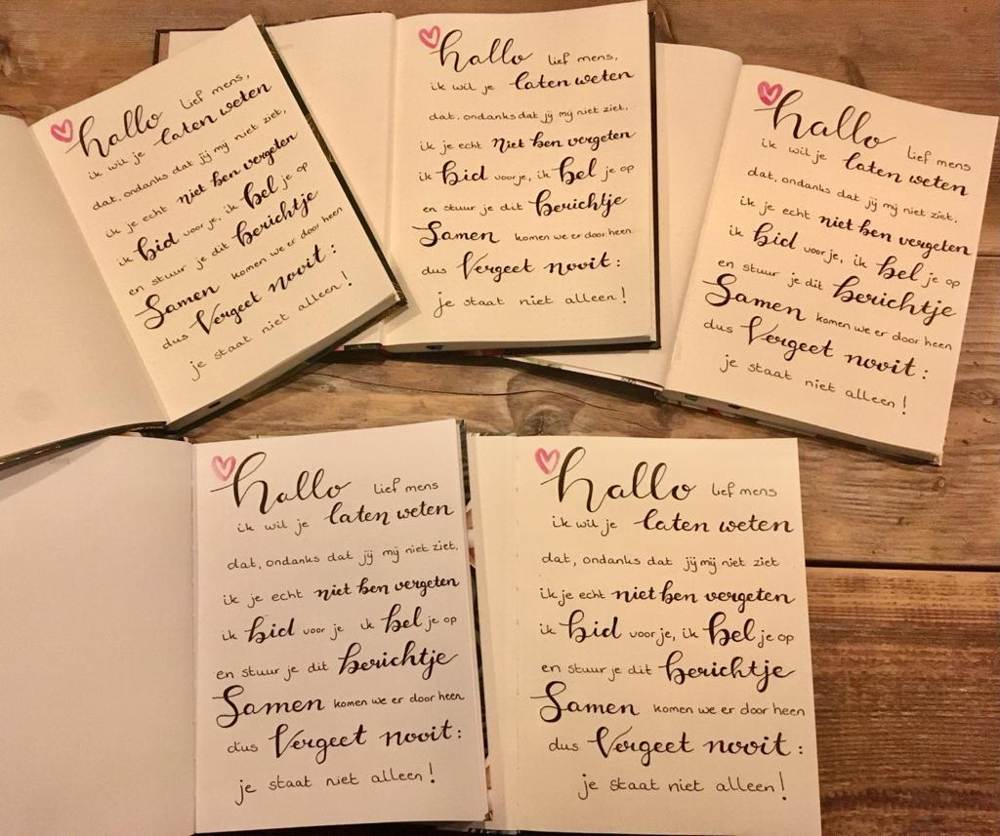 hallo lief mens,
ik wil je laten weten
dat, ondanks dat jij mij niet ziet,
ik je echt niet ben vergeten
ik bid voor je, ik bel je op
en stuur je dit berichtje
Samen komen we er door heen
dus Vergeet nooit:
je staat niet alleen!
hallo lief mens,
ik wil je laten weten
dat, ondanks dat jij mij niet ziet,
ik je echt niet ben vergeten
ik bid voor je, ik bel je op
en stuur je dit berichtje
Samen komen we er door heen
dus Vergeet nooit:
je staat niet alleen!
hallo lief mens
ik wil je laten weten
dat, ondanks dat jij mij niet ziet,
ik je echt niet ben vergeten
ik bid voor je, ik bel je op
en stuur je dit berichtje
Samen komen we er door heen
dus Vergeet nooit:
je staat niet alleen!
hallo lief mens
ik wil je laten weten
dat, ondanks dat jij mij niet ziet,
ik je echt niet ben vergeten
ik bid voor je ik bel je op
en stuur je dit berichtje
Samen komen we er door heen
dus Vergeet nooit:
je staat niet alleen!
hallo lief mens
ik wil je laten weten
dat, ondanks dat jij mij niet ziet
ik je echt niet ben vergeten
ik bid voor je, ik bel je op
en stuur je dit berichtje
Samen komen we er door heen
dus Vergeet nooit:
je staat niet alleen!